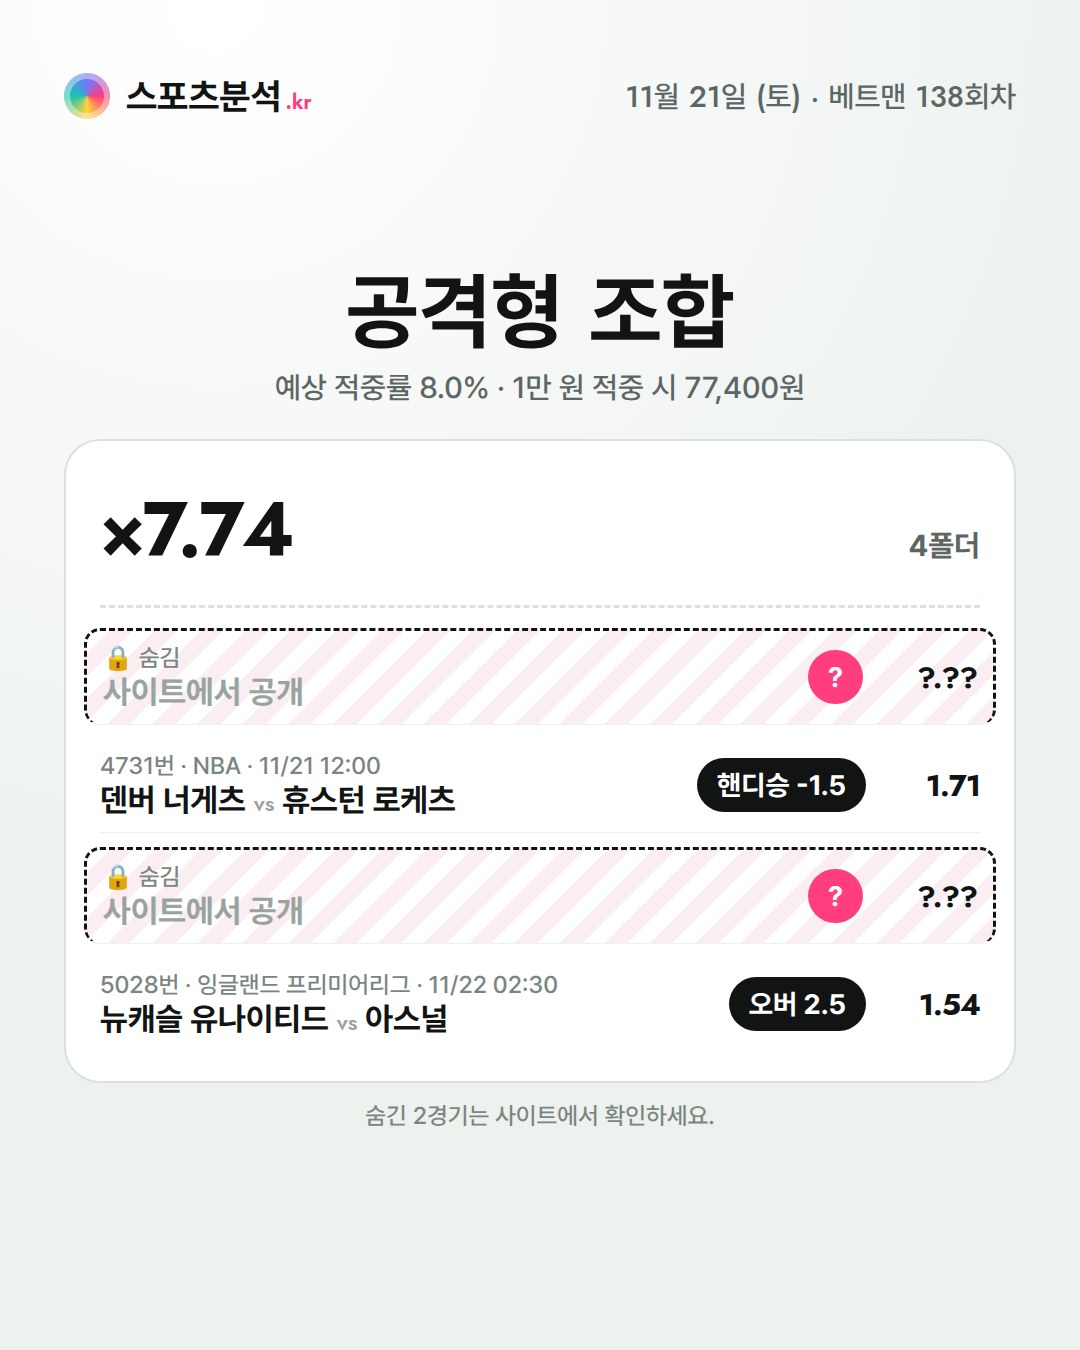 스포츠분석.kr
11월 21일 (토) · 베트맨 138회차
공격형 조합
예상 적중률 8.0% · 1만 원 적중 시 77,400원
×7.74
4폴더
🔒 숨김
사이트에서 공개
?
?.??
4731번 · NBA · 11/21 12:00
덴버 너게츠 vs 휴스턴 로케츠
핸디승 -1.5
1.71
🔒 숨김
사이트에서 공개
?
?.??
5028번 · 잉글랜드 프리미어리그 · 11/22 02:30
뉴캐슬 유나이티드 vs 아스널
오버 2.5
1.54
숨긴 2경기는 사이트에서 확인하세요.